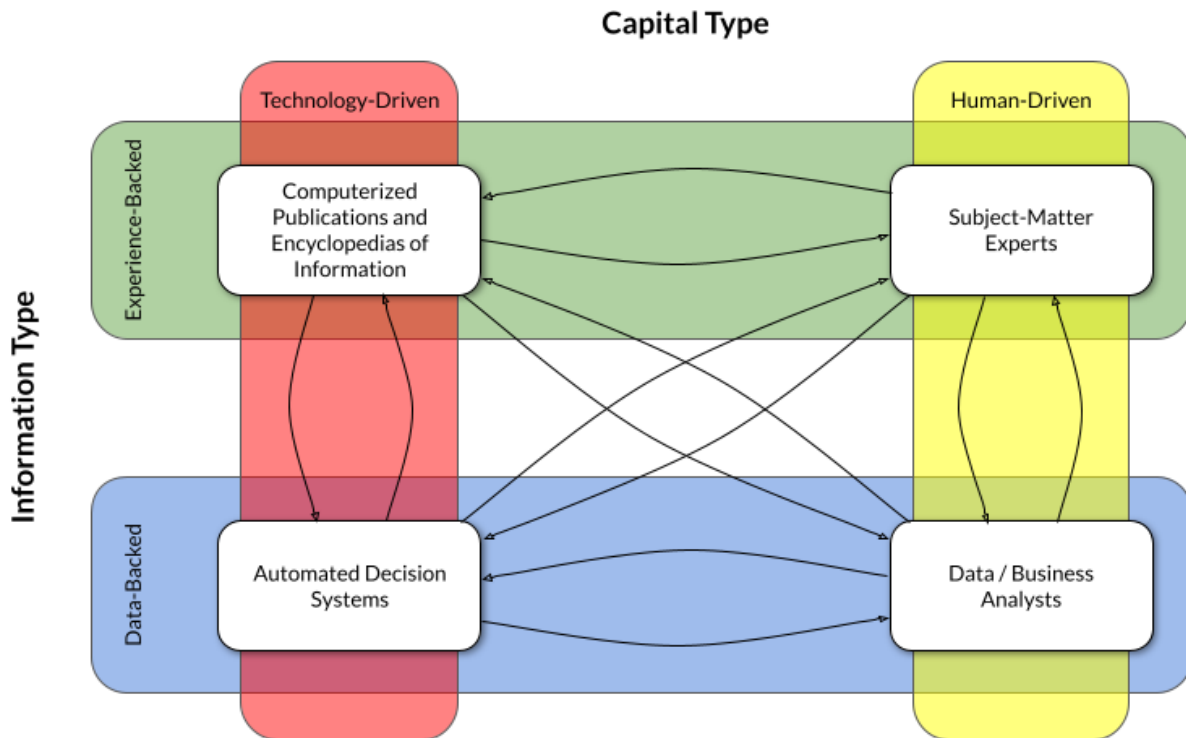 Capital Type
Technology-Driven
Human-Driven
Information Type
Experience-Backed
Computerized
Publications and
Encyclopedias of
Information
Subject-Matter
Experts
Data-Backed
Automated Decision
Systems
Data / Business
Analysts